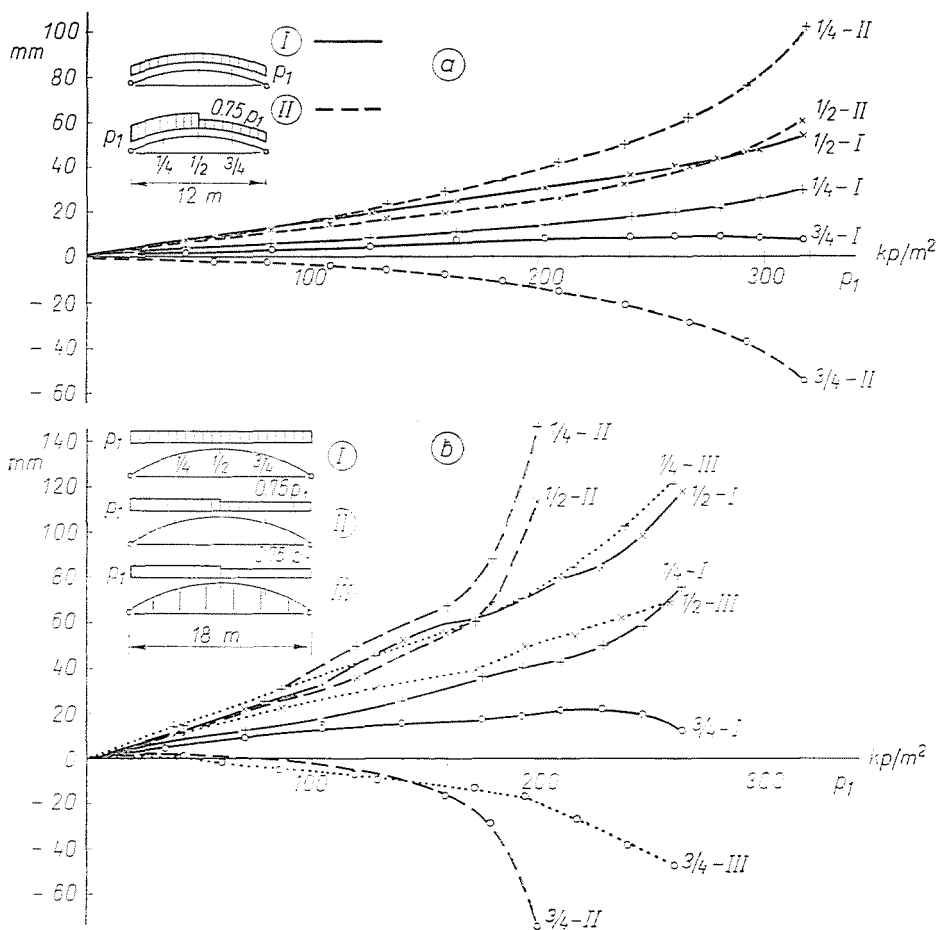 mm
100
80
60
40
20
0
- 20
- 40
- 60
I
II
a
p1
0.75 p1
p1
1/4 1/2 3/4
12 m
1/4-II
1/2-II
1/2-I
1/4-I
3/4-I
3/4-II
100 200 300
kp/m²
p1
mm
140
120
100
80
60
40
20
0
- 20
- 40
- 60
b
p1
I
1/4 1/2 3/4
0.75 p1
p1
II
0.75 p1
p1
III
18 m
1/4-II
1/2-II
1/4-III
1/2-I
1/4-I
1/2-III
3/4-I
3/4-III
3/4-II
100 200 300
kp/m²
p1